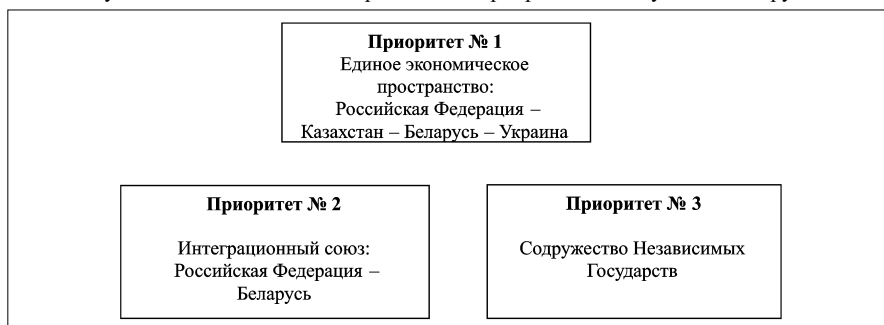 Приоритет № 1
Единое экономическое
пространство:
Российская Федерация –
Казахстан – Беларусь – Украина
Приоритет № 2
Интеграционный союз:
Российская Федерация –
Беларусь
Приоритет № 3
Содружество Независимых
Государств